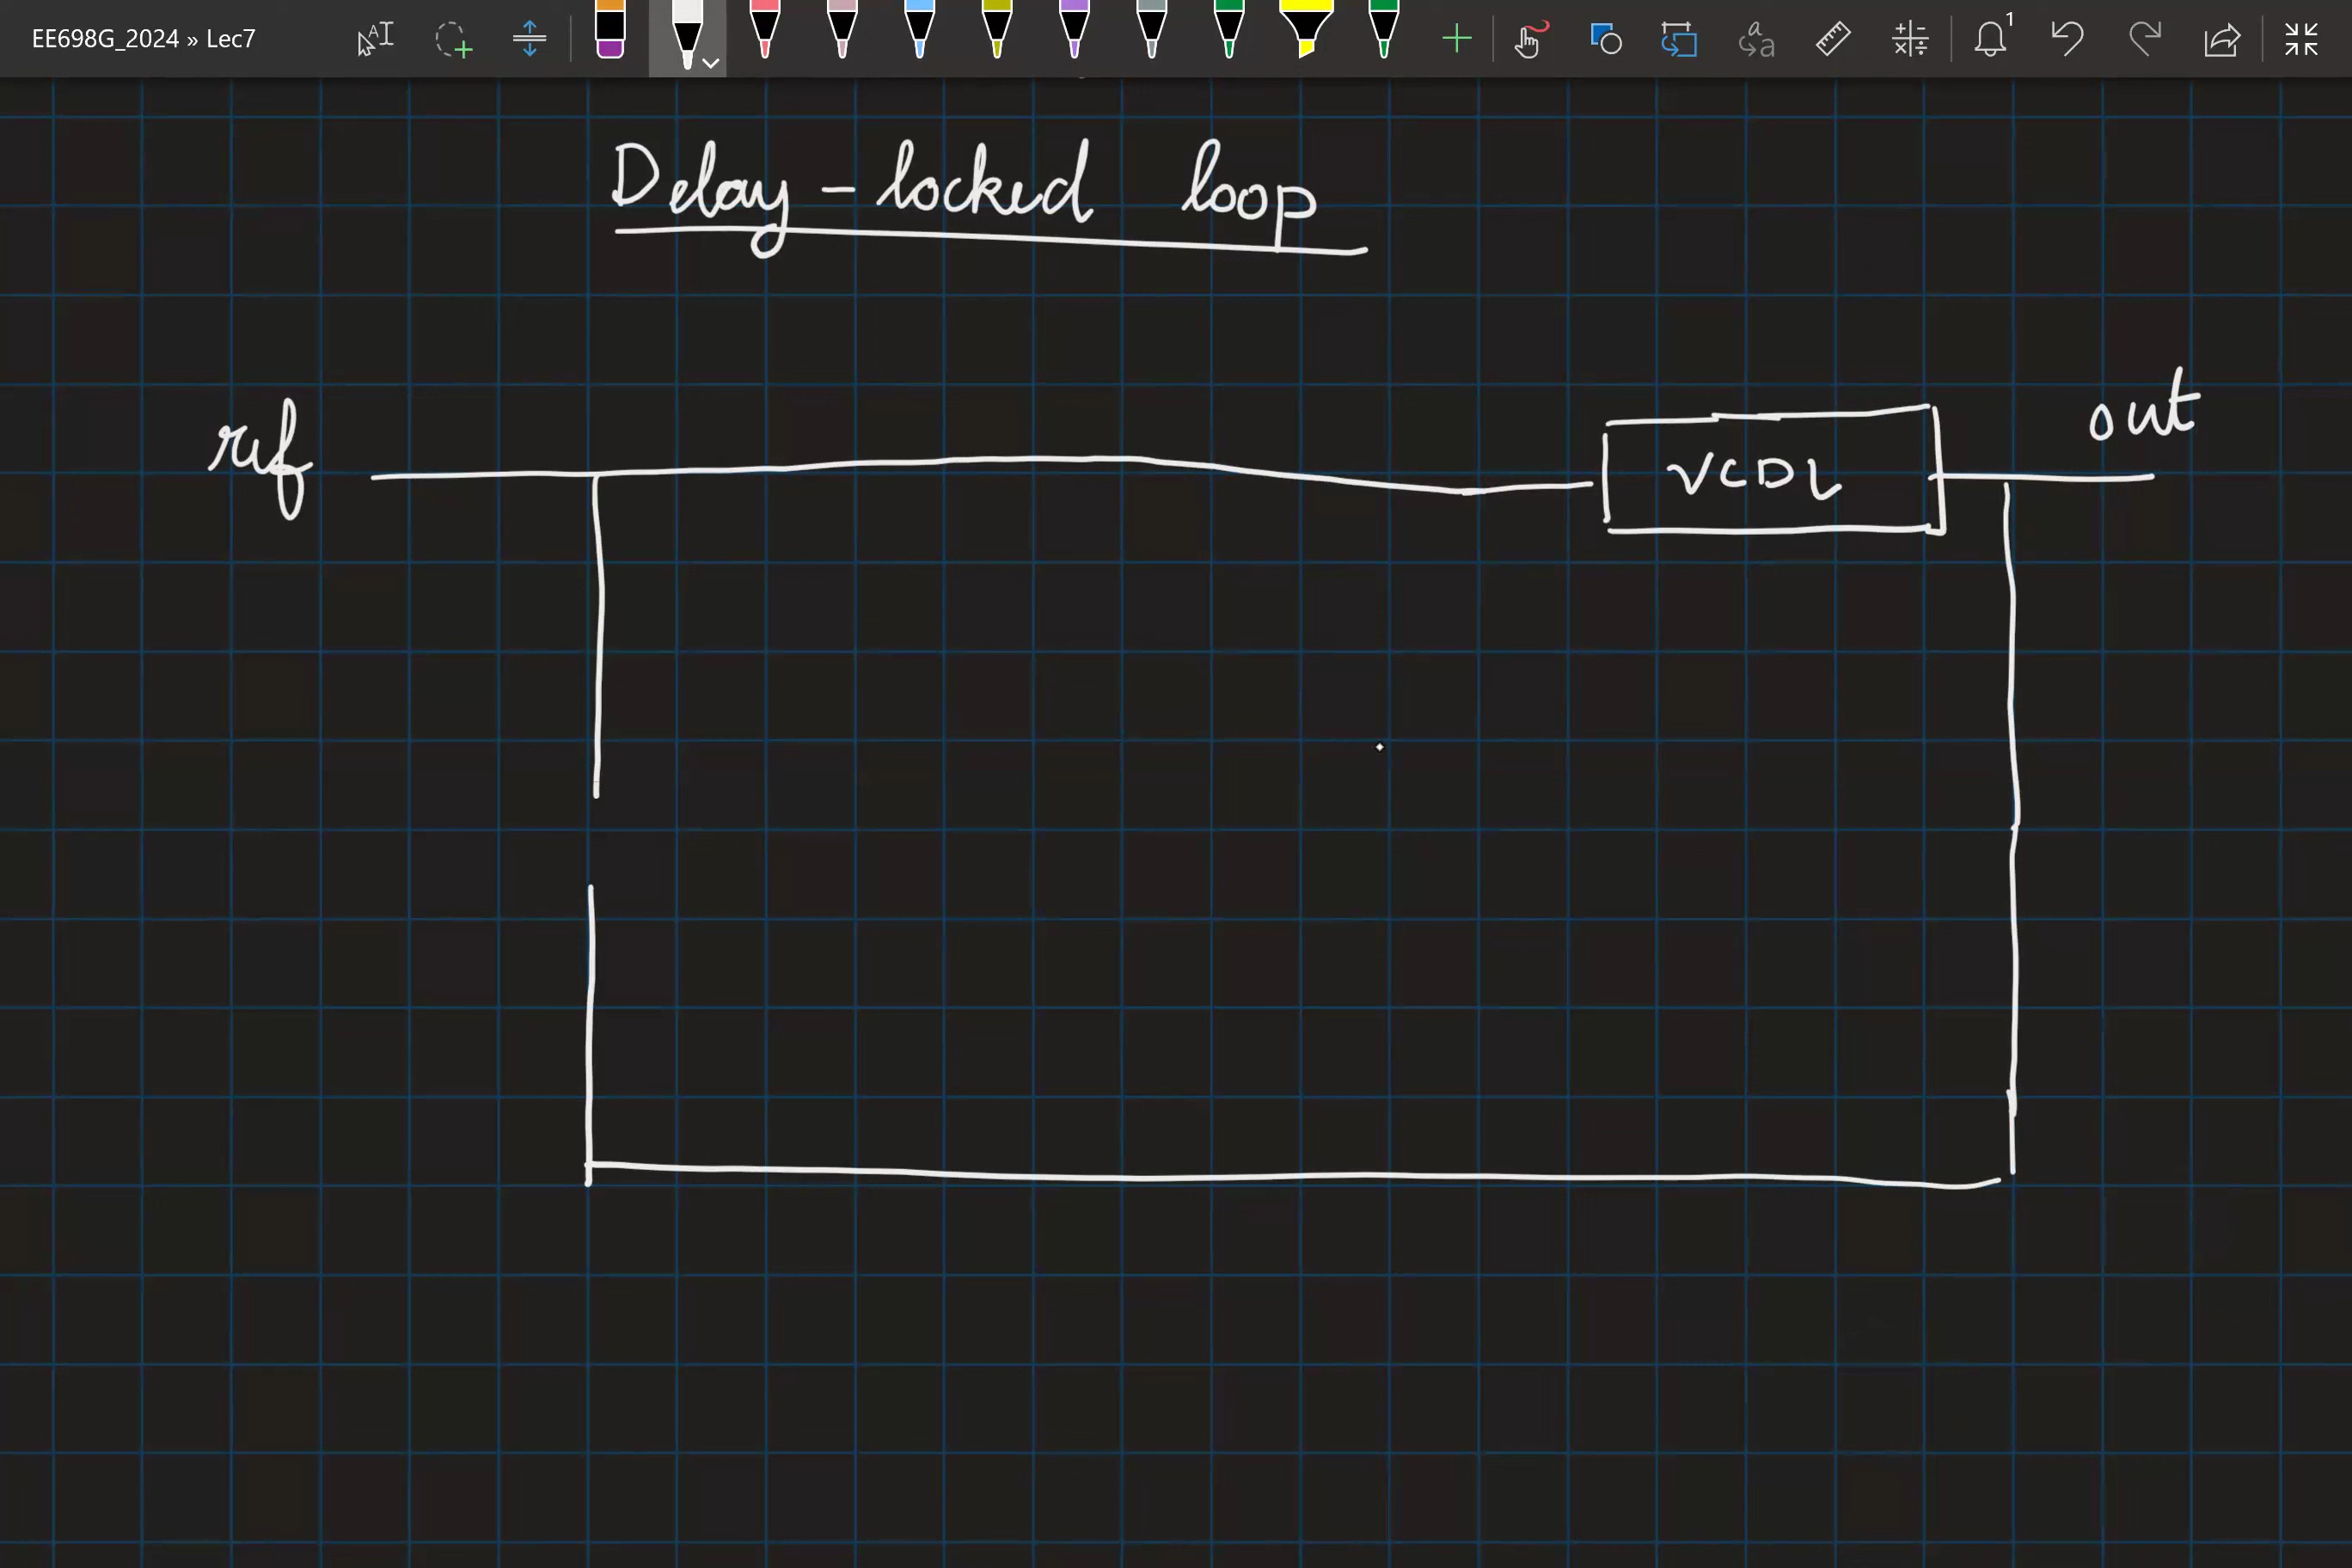 EE698G_2024 » Lec7
Delay-locked loop
ref
VCDL
out